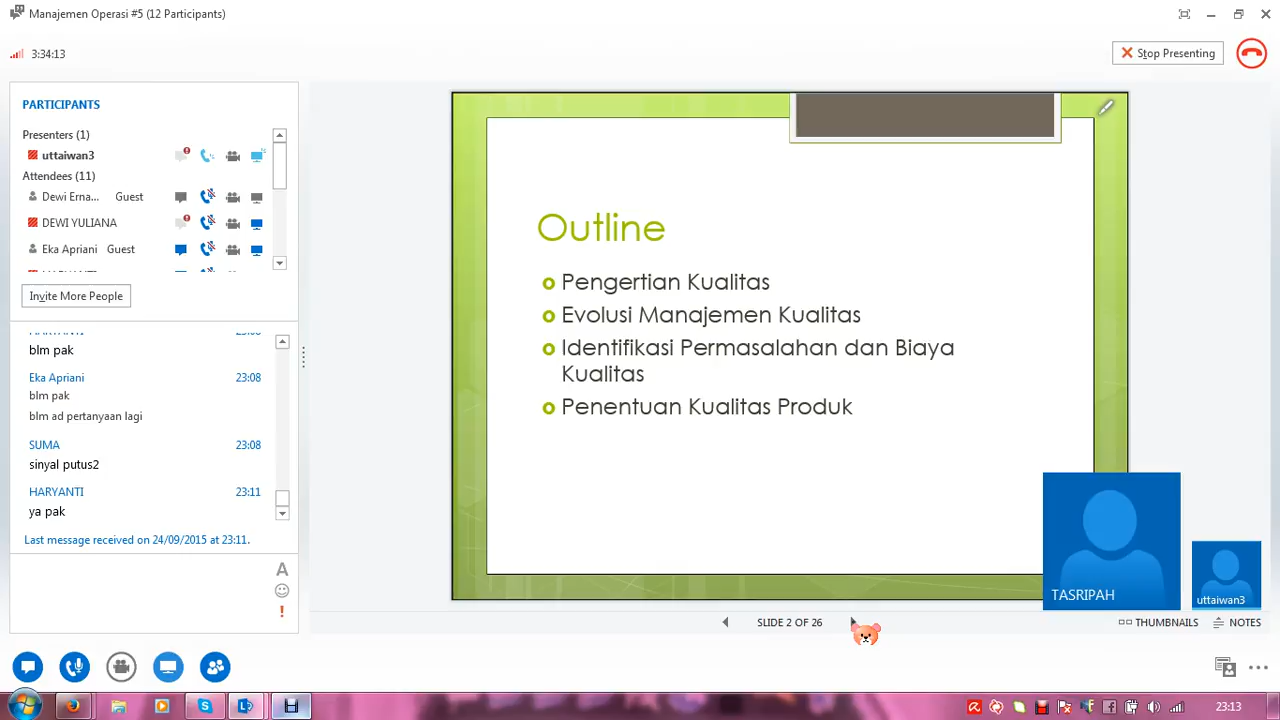 Manajemen Operasi #5 (12 Participants)
3:34:13
Stop Presenting
PARTICIPANTS
Presenters (1)
uttaiwan3
Attendees (11)
Dewi Erna... Guest
DEWI YULIANA
Eka Apriani Guest
Invite More People
HARYANTI 23:08
blm pak
Eka Apriani 23:08
blm pak
blm ad pertanyaan lagi
SUMA 23:08
sinyal putus2
HARYANTI 23:11
ya pak
Last message received on 24/09/2015 at 23:11.
A
Outline
Pengertian Kualitas
Evolusi Manajemen Kualitas
Identifikasi Permasalahan dan Biaya
Kualitas
Penentuan Kualitas Produk
TASRIPAH
uttaiwan3
SLIDE 2 OF 26
THUMBNAILS
NOTES
23:13